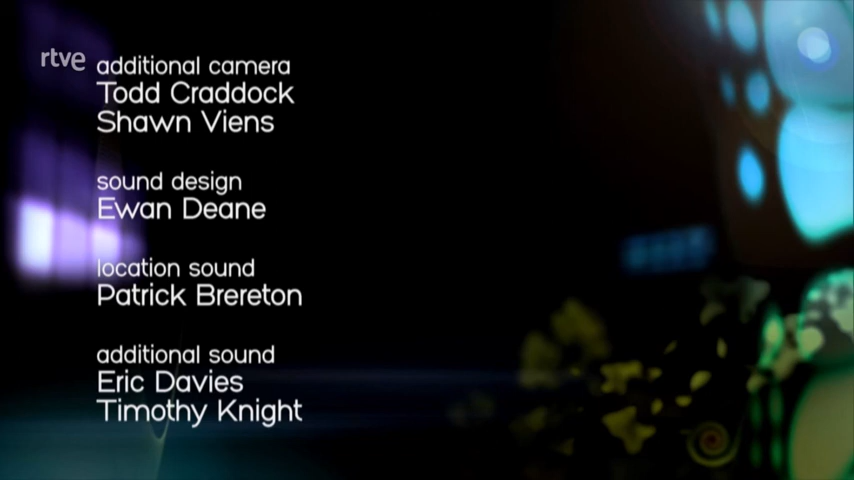 rtve
additional camera
Todd Craddock
Shawn Viens
sound design
Ewan Deane
location sound
Patrick Brereton
additional sound
Eric Davies
Timothy Knight